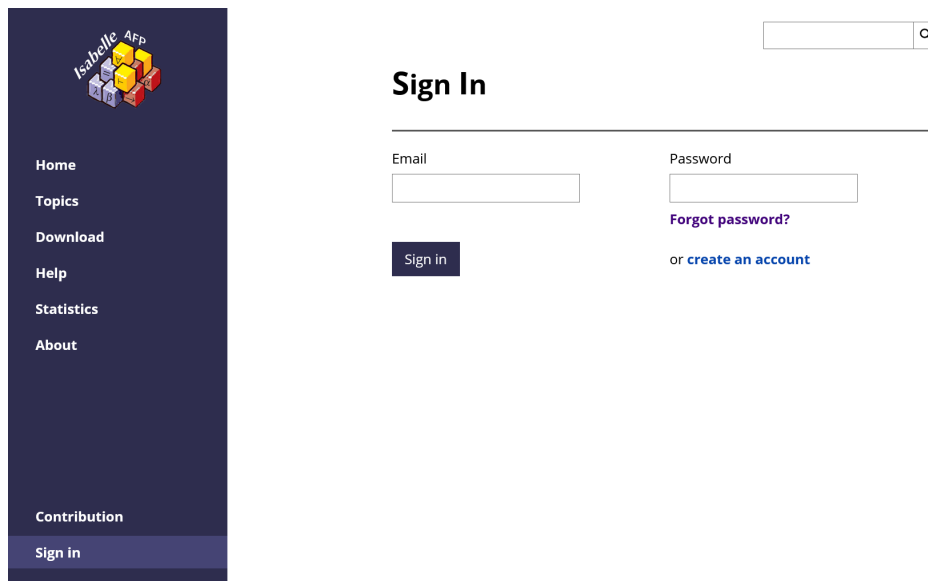 Isabelle AFP
Home
Topics
Download
Help
Statistics
About
Contribution
Sign in
Sign In
Email
Password
Forgot password?
Sign in
or create an account